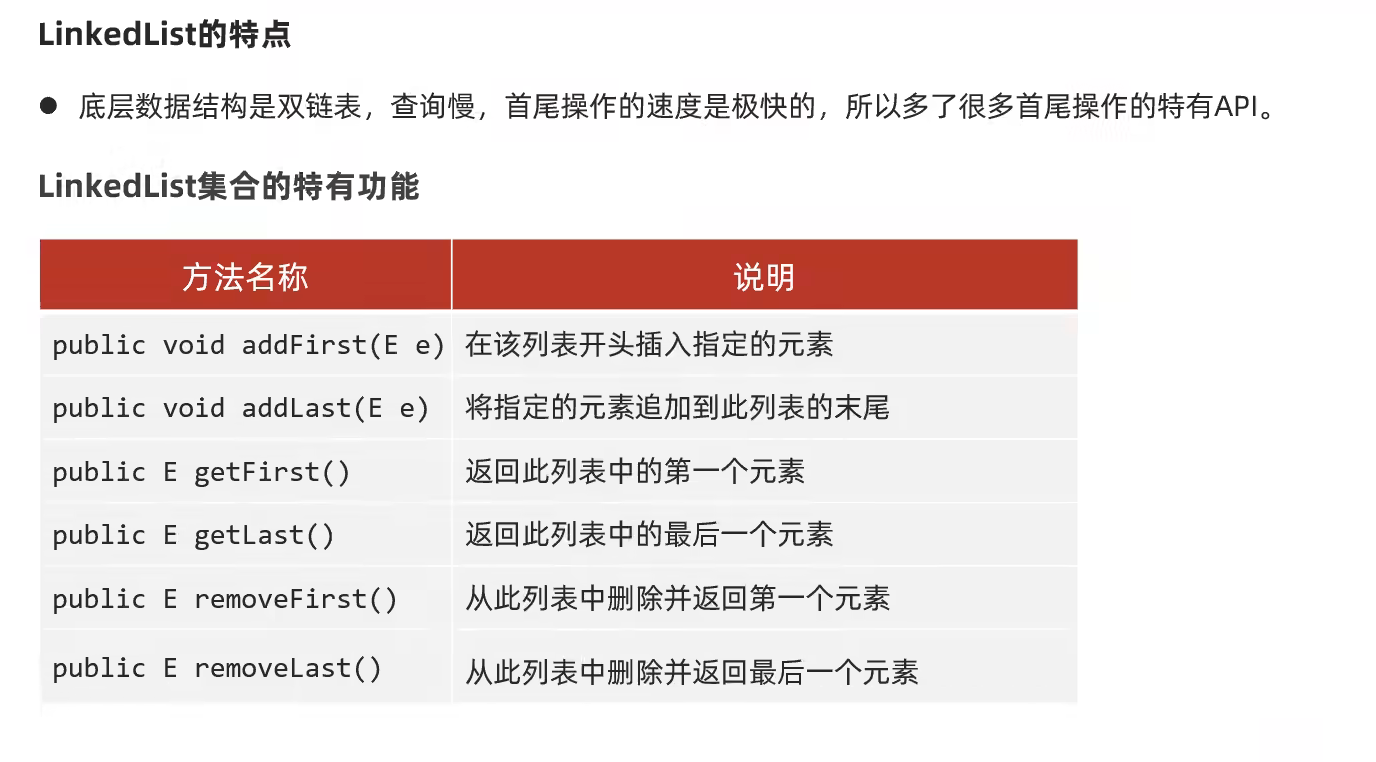 LinkedList的特点
● 底层数据结构是双链表，查询慢，首尾操作的速度是极快的，所以多了很多首尾操作的特有API。
LinkedList集合的特有功能
方法名称 说明
public void addFirst(E e) 在该列表开头插入指定的元素
public void addLast(E e) 将指定的元素追加到此列表的末尾
public E getFirst() 返回此列表中的第一个元素
public E getLast() 返回此列表中的最后一个元素
public E removeFirst() 从此列表中删除并返回第一个元素
public E removeLast() 从此列表中删除并返回最后一个元素